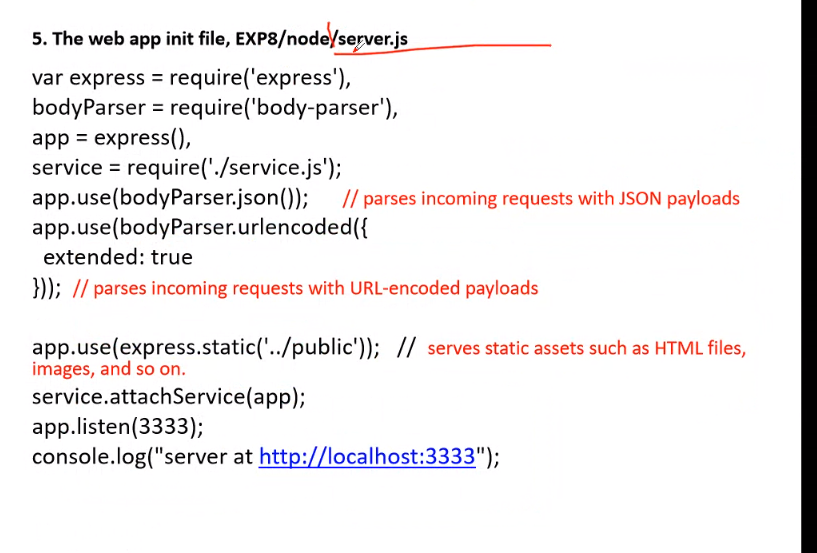 5. The web app init file, EXP8/node/server.js
var express = require('express'),
bodyParser = require('body-parser'),
app = express(),
service = require('./service.js');
app.use(bodyParser.json()); // parses incoming requests with JSON payloads
app.use(bodyParser.urlencoded({
extended: true
})); // parses incoming requests with URL-encoded payloads
app.use(express.static('../public')); // serves static assets such as HTML files,
images, and so on.
service.attachService(app);
app.listen(3333);
console.log("server at http://localhost:3333");